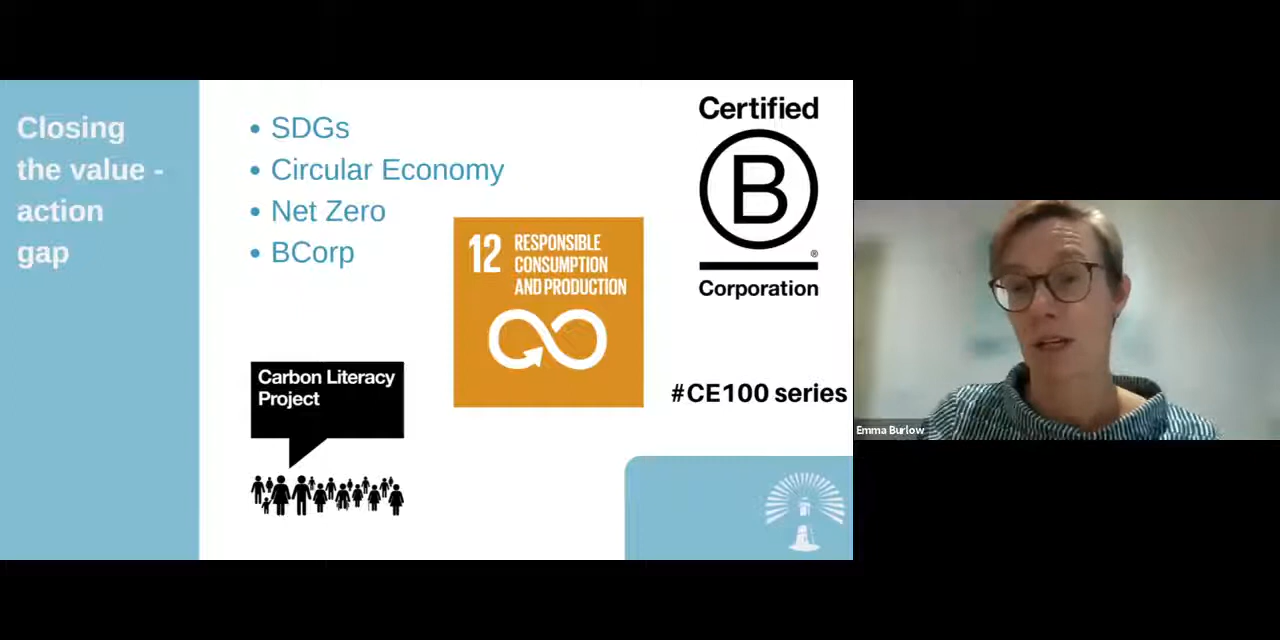 Closing
the value -
action
gap
• SDGs
• Circular Economy
• Net Zero
• BCorp
12 RESPONSIBLE
CONSUMPTION
AND PRODUCTION
Certified
B
®
Corporation
Carbon Literacy
Project
#CE100 series
Emma Burlow